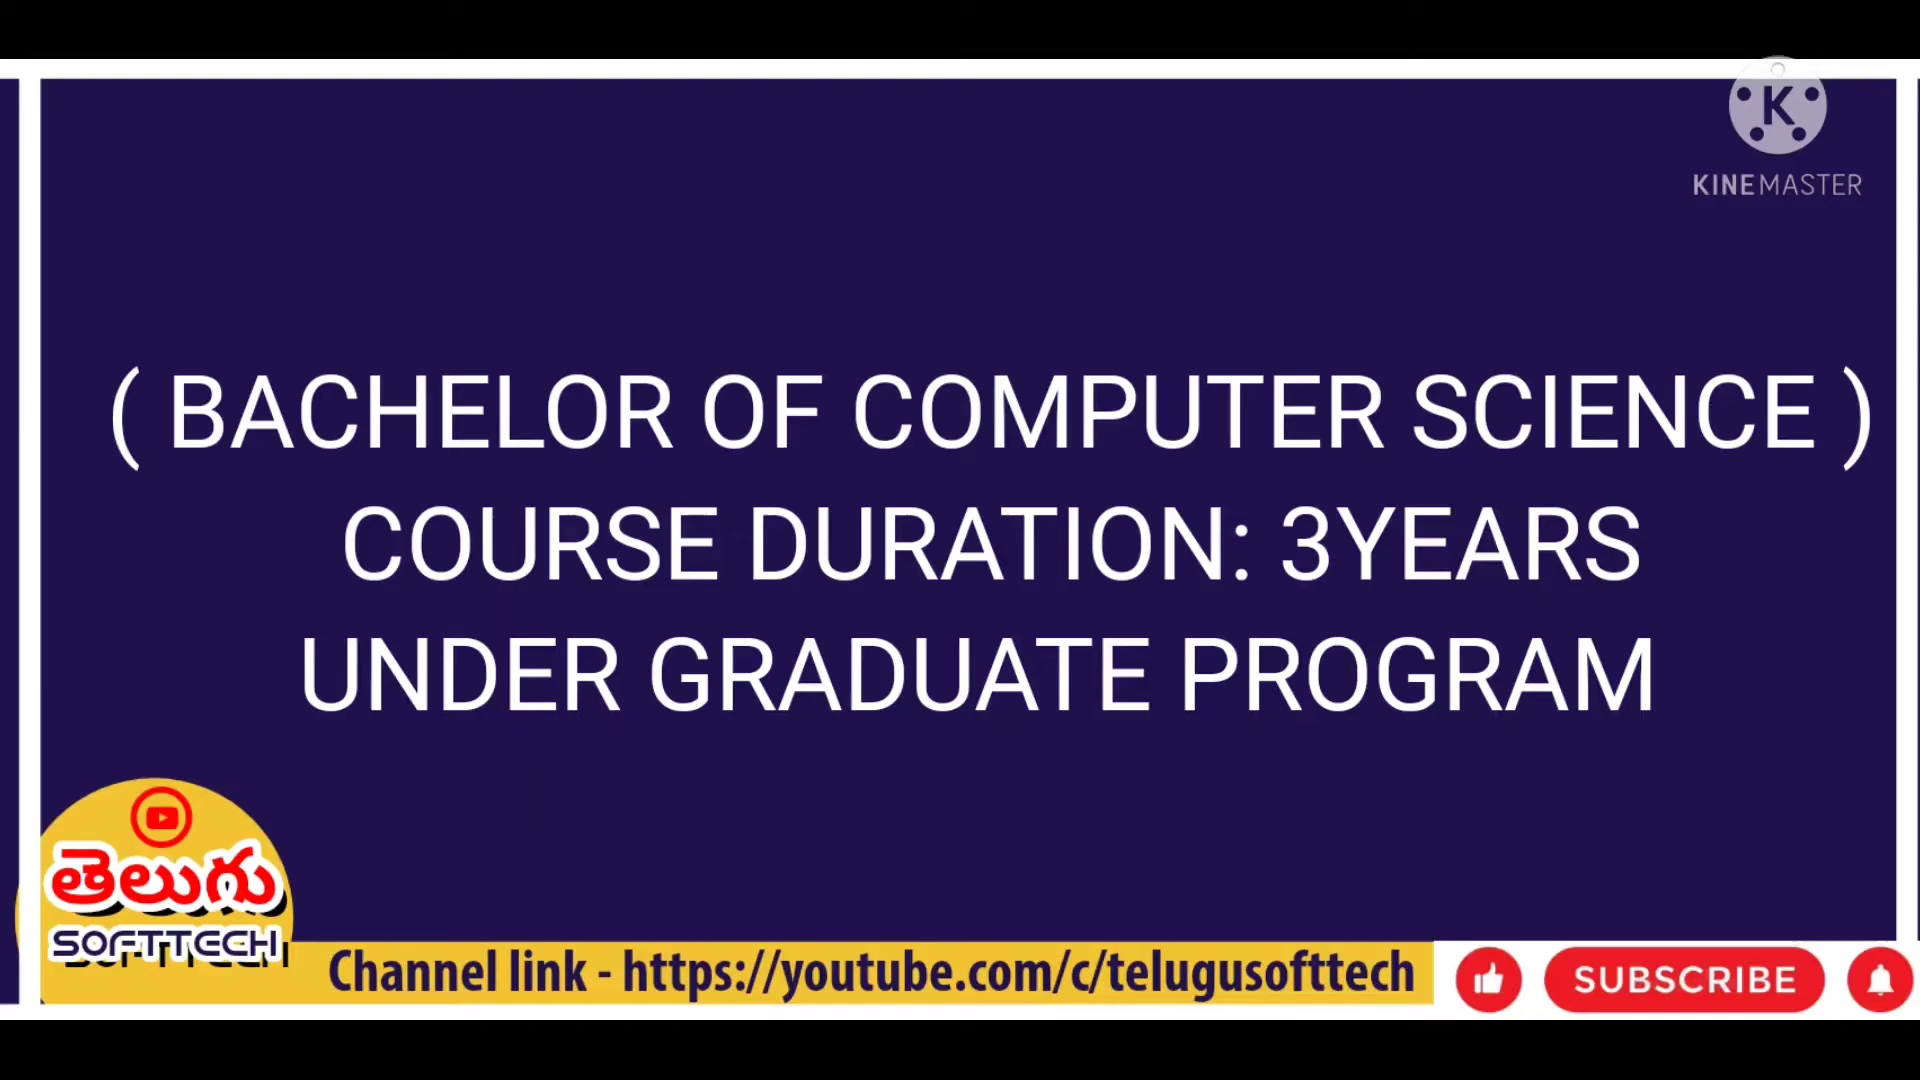 K
KINEMASTER
( BACHELOR OF COMPUTER SCIENCE )
COURSE DURATION: 3YEARS
UNDER GRADUATE PROGRAM
తెలుగు
SOFTTECH
Channel link - https://youtube.com/c/telugusofttech
SUBSCRIBE